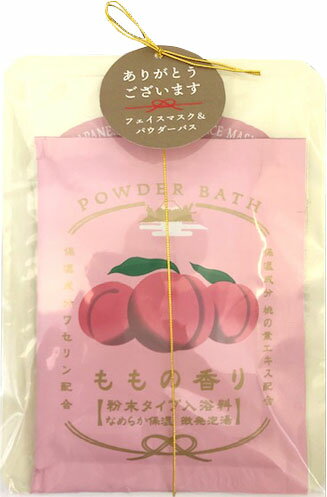 ありがとう
ございます
フェイスマスク＆
パウダーバス
POWDER BATH
保温成分 桃の葉エキス配合
保温成分ワセリン配合
ももの香り
【粉末タイプ入浴料】
なめらか保湿 微発泡湯